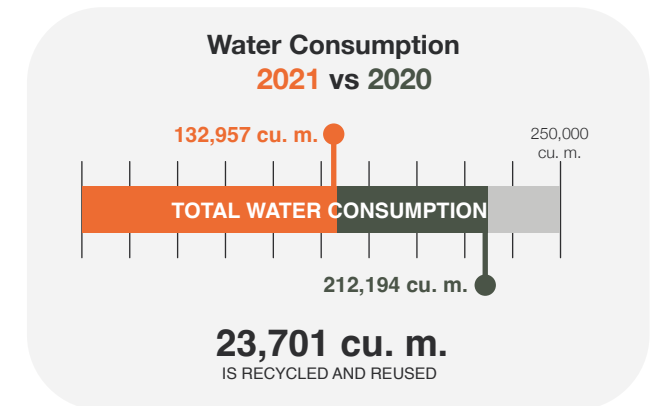 Water Consumption
2021 vs 2020
132,957 cu. m.
250,000
cu. m.
TOTAL WATER CONSUMPTION
212,194 cu. m.
23,701 cu. m.
IS RECYCLED AND REUSED